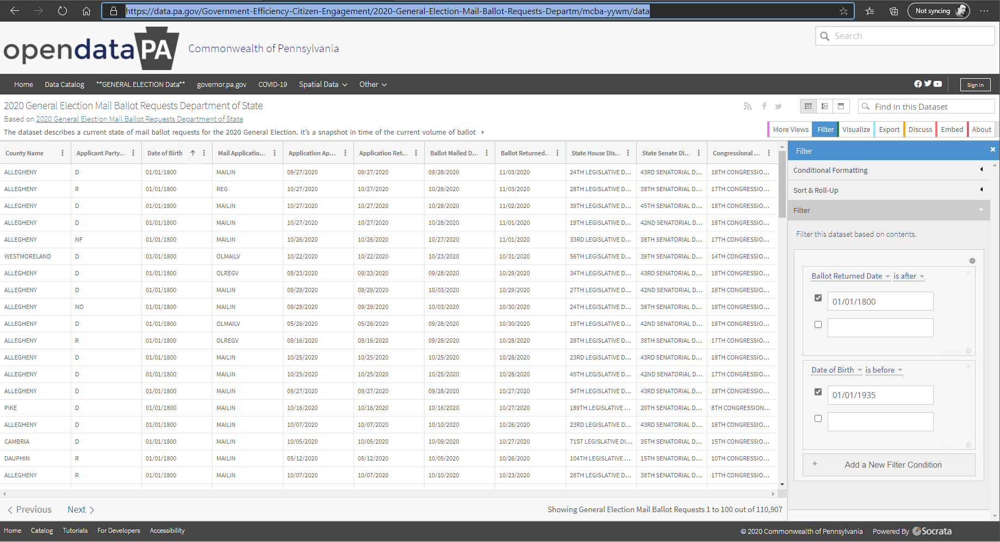 https://data.pa.gov/Government-Efficiency-Citizen-Engagement/2020-General-Election-Mail-Ballot-Requests-Departm/mcba-yywm/data
Not syncing
opendataPA
Commonwealth of Pennsylvania
Search
Home Data Catalog **GENERAL ELECTION Data** governor.pa.gov COVID-19 Spatial Data Other
Sign In
2020 General Election Mail Ballot Requests Department of State
Based on 2020 General Election Mail Ballot Requests Department of State
The dataset describes a current state of mail ballot requests for the 2020 General Election. It's a snapshot in time of the current volume of ballot
Find in this Dataset
More Views Filter Visualize Export Discuss Embed About
County Name Applicant Party... Date of Birth Mail Applicatio... Application Ap... Application Ret... Ballot Mailed D... Ballot Returned... State House Dis... State Senate Di... Congressional ...
ALLEGHENY D 01/01/1800 MAILIN 09/27/2020 09/27/2020 09/28/2020 11/03/2020 24TH LEGISLATIVE D... 43RD SENATORIAL D... 18TH CONGRESSIO...
ALLEGHENY R 01/01/1800 REG 10/27/2020 10/27/2020 10/28/2020 11/03/2020 28TH LEGISLATIVE D... 38TH SENATORIAL D... 17TH CONGRESSIO...
ALLEGHENY D 01/01/1800 MAILIN 10/27/2020 10/27/2020 10/28/2020 11/02/2020 39TH LEGISLATIVE D... 45TH SENATORIAL D... 18TH CONGRESSIO...
ALLEGHENY D 01/01/1800 MAILIN 10/27/2020 10/27/2020 10/28/2020 11/01/2020 19TH LEGISLATIVE D... 42ND SENATORIAL D... 18TH CONGRESSIO...
ALLEGHENY NF 01/01/1800 MAILIN 10/26/2020 10/26/2020 10/27/2020 11/01/2020 33RD LEGISLATIVE D... 38TH SENATORIAL D... 17TH CONGRESSIO...
WESTMORELAND D 01/01/1800 OLMAILV 10/22/2020 10/22/2020 10/23/2020 10/31/2020 56TH LEGISLATIVE D... 39TH SENATORIAL D... 14TH CONGRESSIO...
ALLEGHENY D 01/01/1800 OLREGV 09/23/2020 09/23/2020 09/28/2020 10/29/2020 34TH LEGISLATIVE D... 43RD SENATORIAL D... 18TH CONGRESSIO...
ALLEGHENY D 01/01/1800 MAILIN 09/29/2020 09/29/2020 10/03/2020 10/29/2020 27TH LEGISLATIVE D... 42ND SENATORIAL D... 18TH CONGRESSIO...
ALLEGHENY NO 01/01/1800 MAILIN 09/29/2020 09/29/2020 10/03/2020 10/30/2020 24TH LEGISLATIVE D... 38TH SENATORIAL D... 18TH CONGRESSIO...
ALLEGHENY D 01/01/1800 OLMAILV 05/26/2020 05/26/2020 09/28/2020 10/30/2020 19TH LEGISLATIVE D... 42ND SENATORIAL D... 18TH CONGRESSIO...
ALLEGHENY R 01/01/1800 OLREGV 09/16/2020 09/16/2020 09/28/2020 10/28/2020 28TH LEGISLATIVE D... 38TH SENATORIAL D... 17TH CONGRESSIO...
ALLEGHENY D 01/01/1800 MAILIN 10/25/2020 10/25/2020 10/25/2020 10/28/2020 23RD LEGISLATIVE D... 43RD SENATORIAL D... 18TH CONGRESSIO...
ALLEGHENY D 01/01/1800 MAILIN 10/25/2020 10/25/2020 10/25/2020 10/28/2020 45TH LEGISLATIVE D... 42ND SENATORIAL D... 17TH CONGRESSIO...
ALLEGHENY D 01/01/1800 MAILIN 09/27/2020 09/27/2020 09/28/2020 10/27/2020 34TH LEGISLATIVE D... 43RD SENATORIAL D... 18TH CONGRESSIO...
PIKE D 01/01/1800 MAILIN 10/16/2020 10/16/2020 10/16/2020 10/27/2020 189TH LEGISLATIVE ... 20TH SENATORIAL D... 8TH CONGRESSION...
ALLEGHENY D 01/01/1800 MAILIN 10/07/2020 10/07/2020 10/10/2020 10/26/2020 23RD LEGISLATIVE D... 43RD SENATORIAL D... 18TH CONGRESSIO...
CAMBRIA D 01/01/1800 MAILIN 10/05/2020 10/05/2020 10/09/2020 10/27/2020 71ST LEGISLATIVE DI... 35TH SENATORIAL D... 15TH CONGRESSIO...
DAUPHIN R 01/01/1800 MAILIN 05/12/2020 05/12/2020 10/05/2020 10/26/2020 104TH LEGISLATIVE ... 15TH SENATORIAL D... 10TH CONGRESSIO...
ALLEGHENY R 01/01/1800 MAILIN 10/07/2020 10/07/2020 10/10/2020 10/23/2020 28TH LEGISLATIVE D... 38TH SENATORIAL D... 17TH CONGRESSIO...
Filter
Conditional Formatting
Sort & Roll-Up
Filter
Filter this dataset based on contents.
Ballot Returned Date is after
01/01/1800
options
Date of Birth is before
01/01/1935
options
+ Add a New Filter Condition
Previous Next
Showing General Election Mail Ballot Requests 1 to 100 out of 110,907
Home Catalog Tutorials For Developers Accessibility
© 2020 Commonwealth of Pennsylvania Powered By Socrata